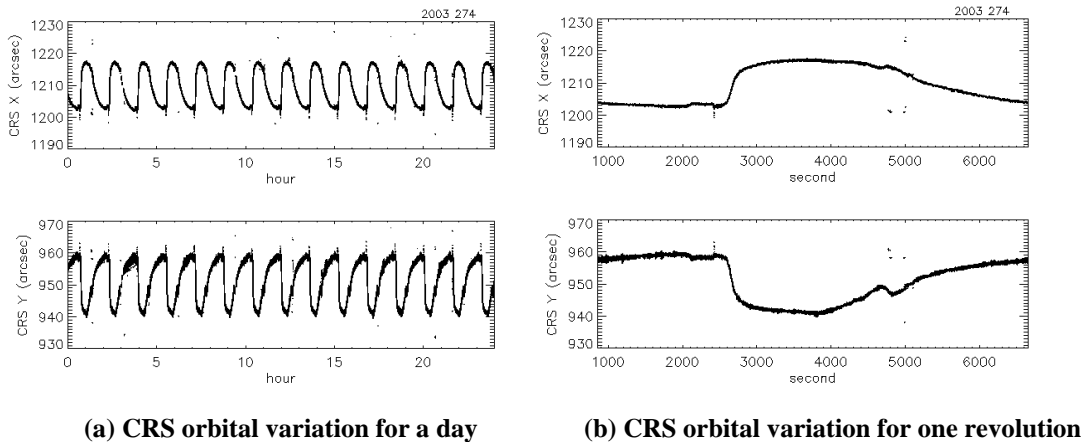 2003 274
CRS X (arcsec)
1230
1220
1210
1200
1190
0 5 10 15 20
hour
CRS Y (arcsec)
970
960
950
940
930
0 5 10 15 20
hour
(a) CRS orbital variation for a day
2003 274
CRS X (arcsec)
1230
1220
1210
1200
1190
1000 2000 3000 4000 5000 6000
second
CRS Y (arcsec)
970
960
950
940
930
1000 2000 3000 4000 5000 6000
second
(b) CRS orbital variation for one revolution